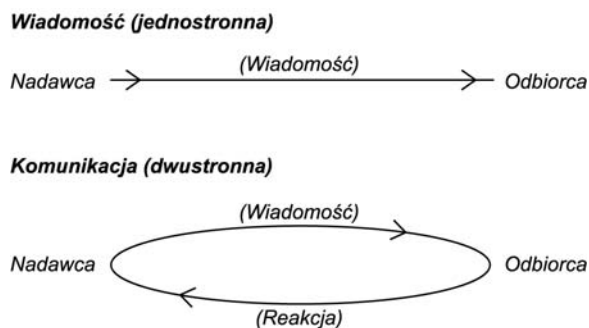 Wiadomość (jednostronna)
(Wiadomość)
Nadawca
Odbiorca
Komunikacja (dwustronna)
(Wiadomość)
Nadawca
Odbiorca
(Reakcja)